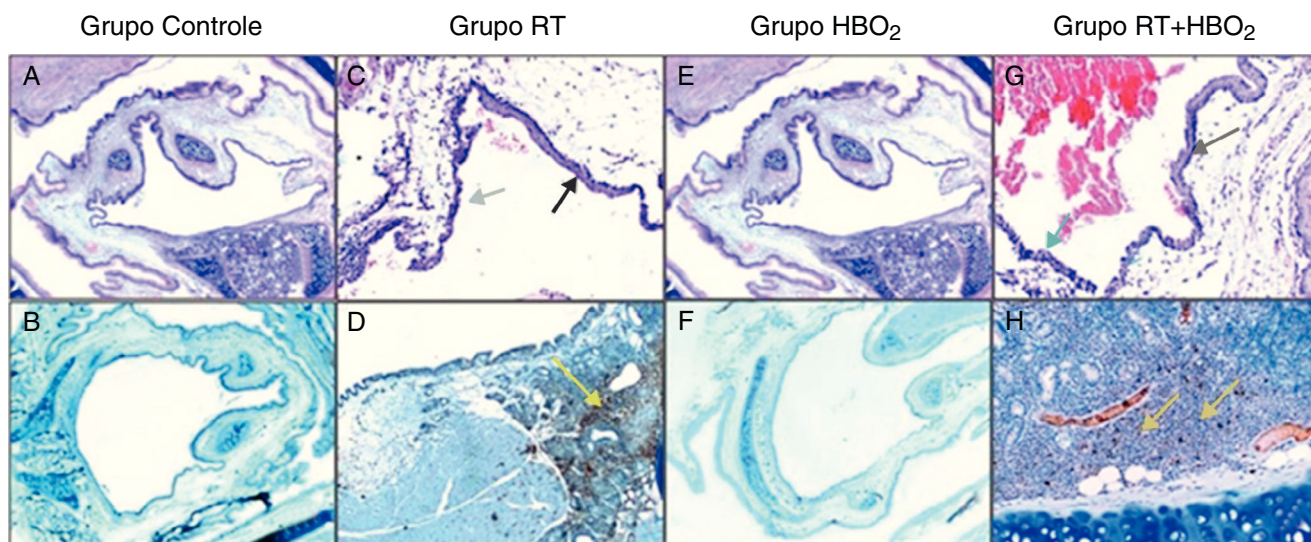 Grupo Controle
Grupo RT
Grupo HBO₂
Grupo RT+HBO₂
A
C
E
G
B
D
F
H